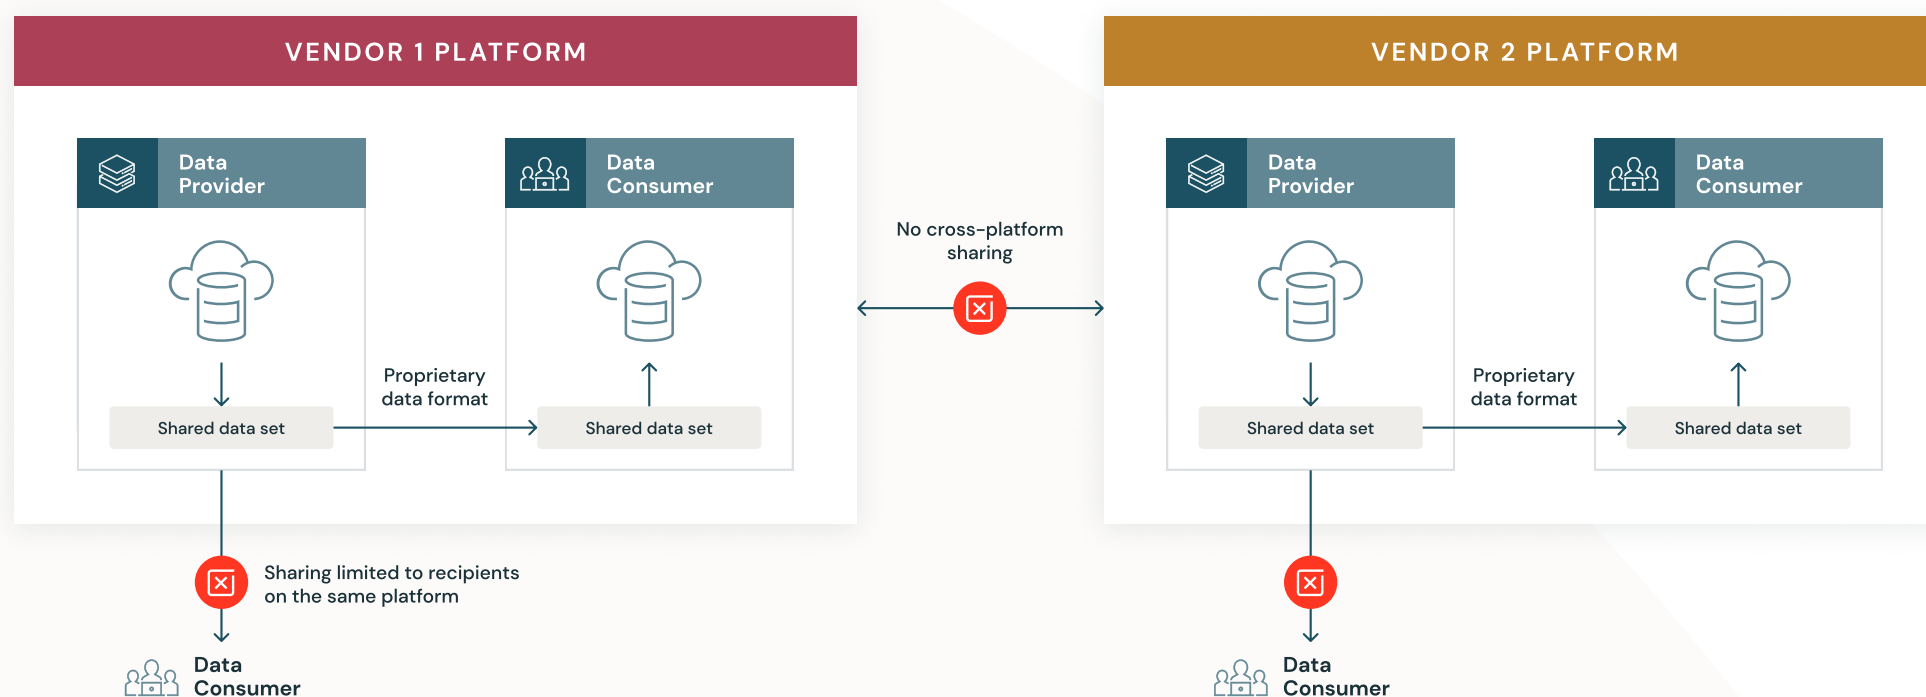 VENDOR 1 PLATFORM
VENDOR 2 PLATFORM
Data
Provider
Data
Consumer
Proprietary
data format
Shared data set
Shared data set
No cross-platform
sharing
Data
Provider
Data
Consumer
Proprietary
data format
Shared data set
Shared data set
Sharing limited to recipients
on the same platform
Data
Consumer
Data
Consumer